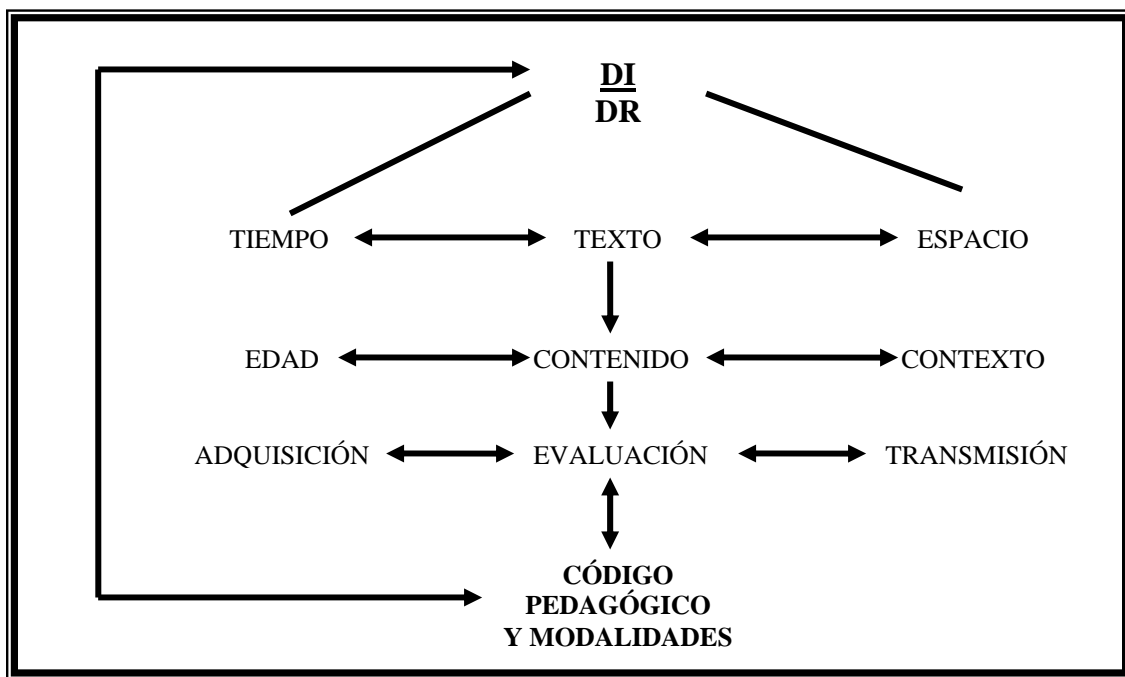 DI
DR
TIEMPO TEXTO ESPACIO
EDAD CONTENIDO CONTEXTO
ADQUISICIÓN EVALUACIÓN TRANSMISIÓN
CÓDIGO
PEDAGÓGICO
Y MODALIDADES